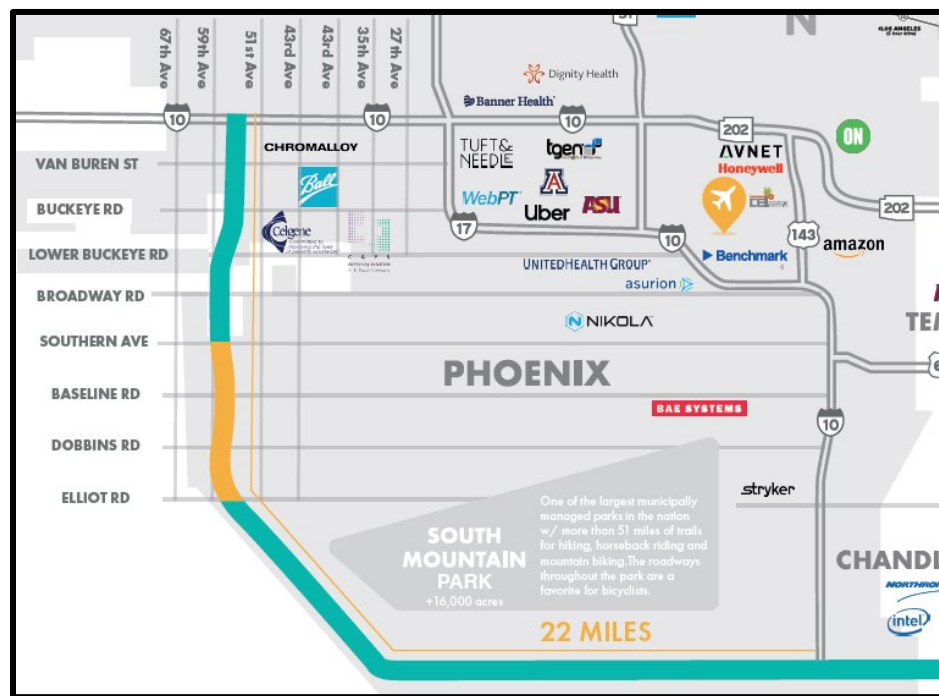 67th Ave
59th Ave
51st Ave
43rd Ave
43rd Ave
35th Ave
27th Ave
51
N
Dignity Health
Banner Health
10
10
10
202
ON
VAN BUREN ST
CHROMALLOY
TUFT&
NEEDLE
tgen
AVNET
Honeywell
Ball
A
WebPT
Uber
ASU
BUCKEYE RD
202
Celgene
17
10
143
amazon
LOWER BUCKEYE RD
C A P S
UNITEDHEALTH GROUP
Benchmark
asurion
BROADWAY RD
NIKOLA
TEM
SOUTHERN AVE
PHOENIX
6
BASELINE RD
BAE SYSTEMS
10
DOBBINS RD
ELLIOT RD
stryker
SOUTH
MOUNTAIN
PARK
+16,000 acres
One of the largest municipally
managed parks in the nation
w/ more than 51 miles of trails
for hiking, horseback riding and
mountain biking.The roadways
throughout the park are a
favorite for bicyclists.
CHANDL
NORTHRO
intel
22 MILES